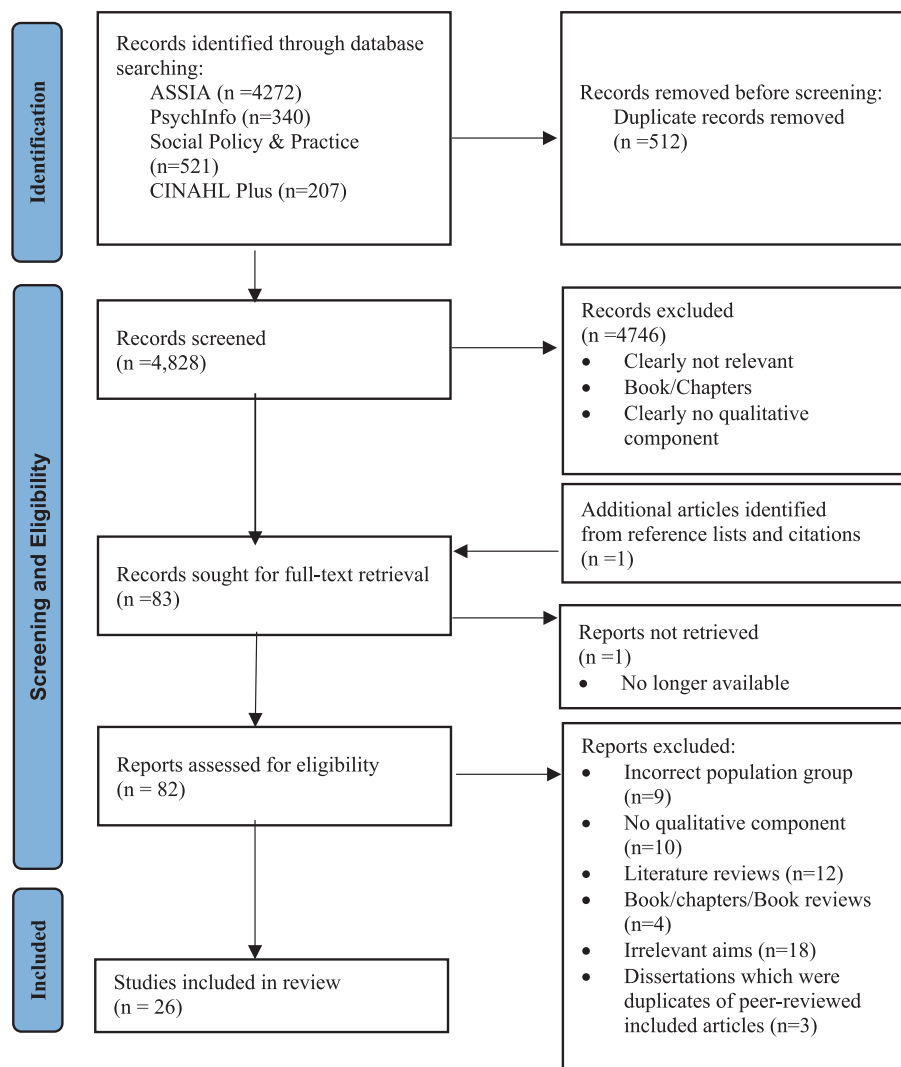 Identification
Records identified through database
searching:
ASSIA (n =4272)
PsychInfo (n=340)
Social Policy & Practice
(n=521)
CINAHL Plus (n=207)
Records removed before screening:
Duplicate records removed
(n =512)
Screening and Eligibility
Records screened
(n =4,828)
Records excluded
(n =4746)
• Clearly not relevant
• Book/Chapters
• Clearly no qualitative
component
Additional articles identified
from reference lists and citations
(n =1)
Records sought for full-text retrieval
(n =83)
Reports not retrieved
(n =1)
• No longer available
Reports assessed for eligibility
(n = 82)
Reports excluded:
• Incorrect population group
(n=9)
• No qualitative component
(n=10)
• Literature reviews (n=12)
• Book/chapters/Book reviews
(n=4)
• Irrelevant aims (n=18)
• Dissertations which were
duplicates of peer-reviewed
included articles (n=3)
Included
Studies included in review
(n = 26)